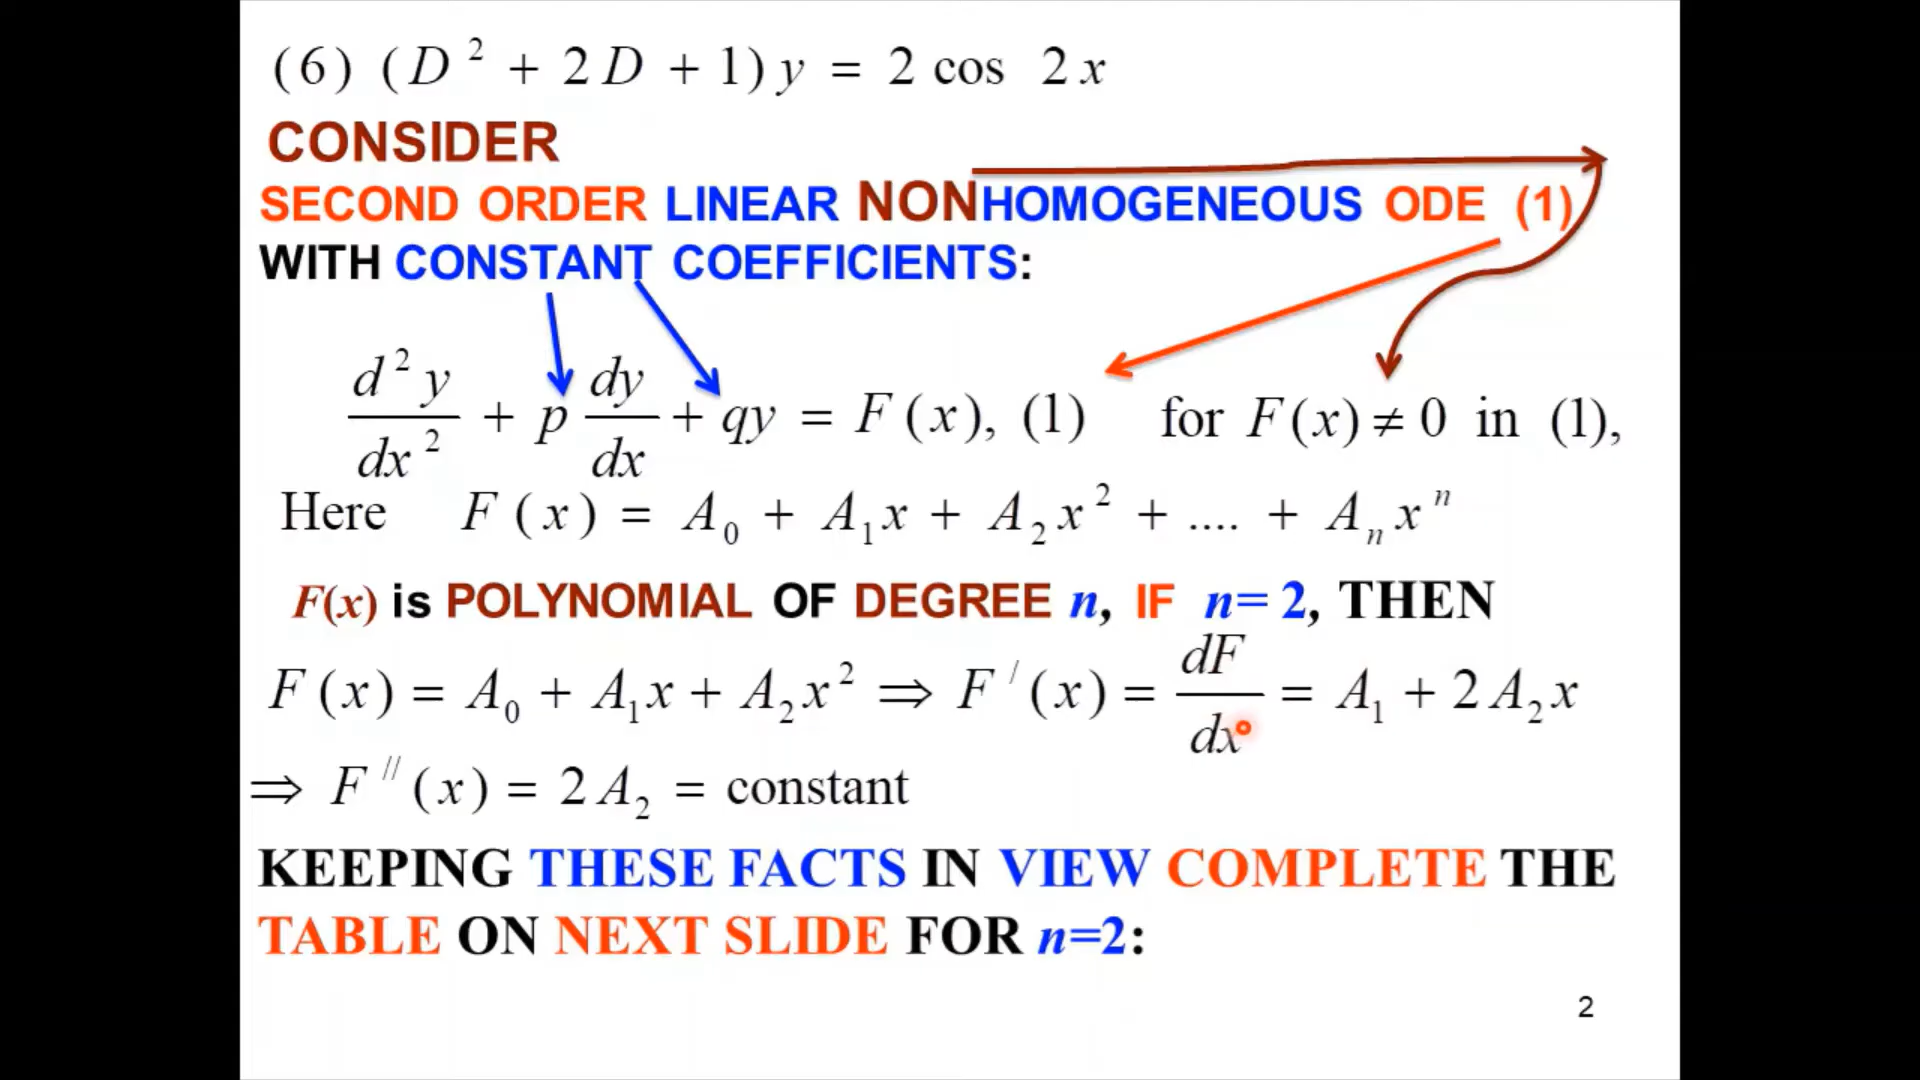 (6) (D² + 2D + 1)y = 2 cos 2x
CONSIDER
SECOND ORDER LINEAR NONHOMOGENEOUS ODE (1)
WITH CONSTANT COEFFICIENTS:
d²y/dx² + p dy/dx + qy = F(x), (1) for F(x) ≠ 0 in (1),
Here F(x) = A₀ + A₁x + A₂x² + .... + Aₙxⁿ
F(x) is POLYNOMIAL OF DEGREE n, IF n= 2, THEN
F(x) = A₀ + A₁x + A₂x² ⇒ F/(x) = dF/dx = A₁ + 2A₂x
⇒ F//(x) = 2A₂ = constant
KEEPING THESE FACTS IN VIEW COMPLETE THE
TABLE ON NEXT SLIDE FOR n=2:
2